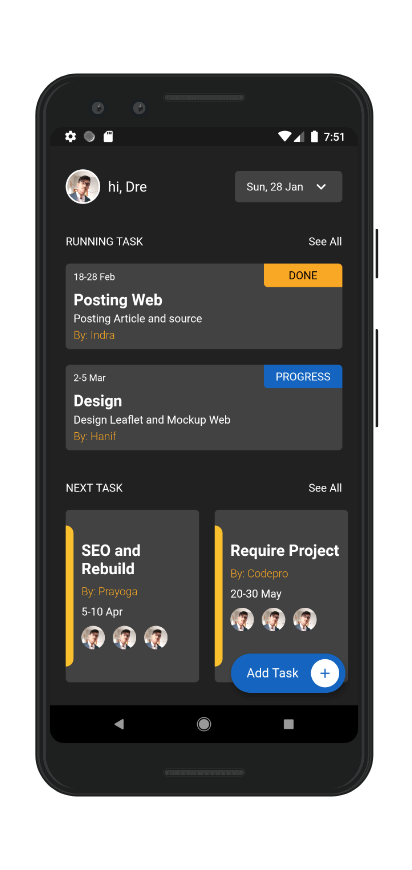 7:51
hi, Dre
Sun, 28 Jan
RUNNING TASK
See All
18-28 Feb
DONE
Posting Web
Posting Article and source
By: Indra
2-5 Mar
PROGRESS
Design
Design Leaflet and Mockup Web
By: Hanif
NEXT TASK
See All
SEO and
Rebuild
By: Prayoga
5-10 Apr
Require Project
By: Codepro
20-30 May
Add Task